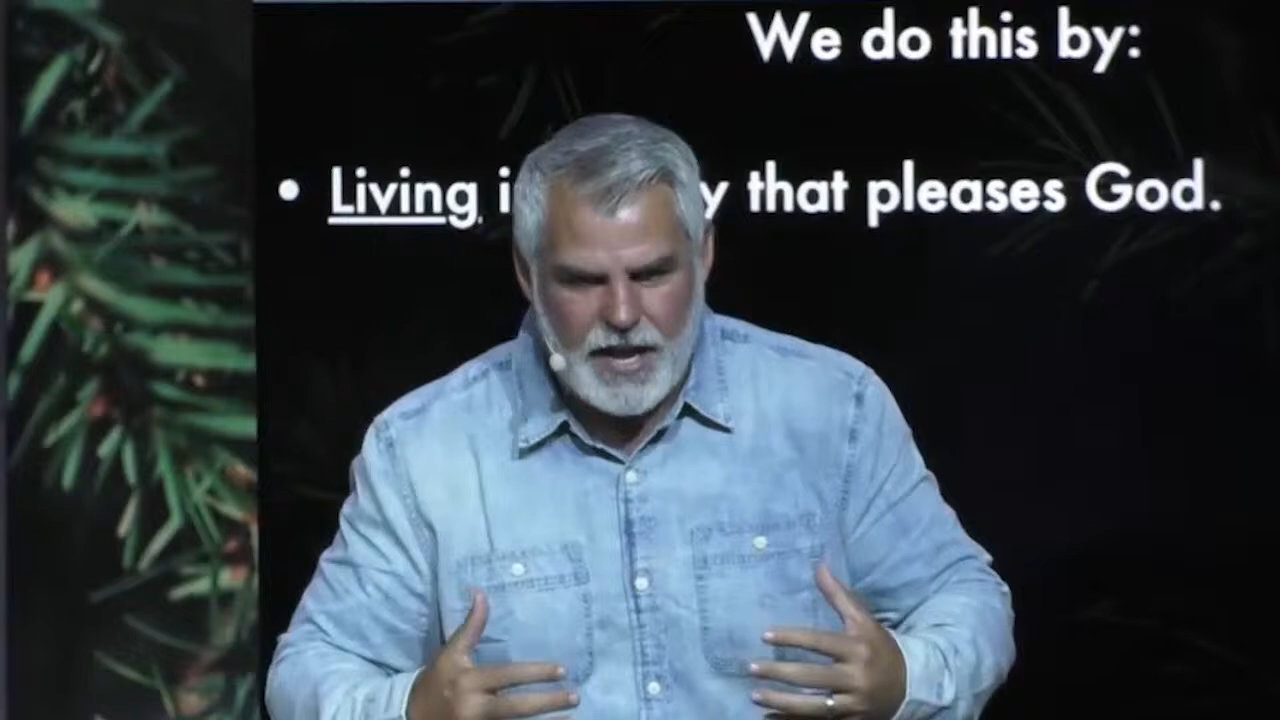 We do this by:
• Living i y that pleases God.